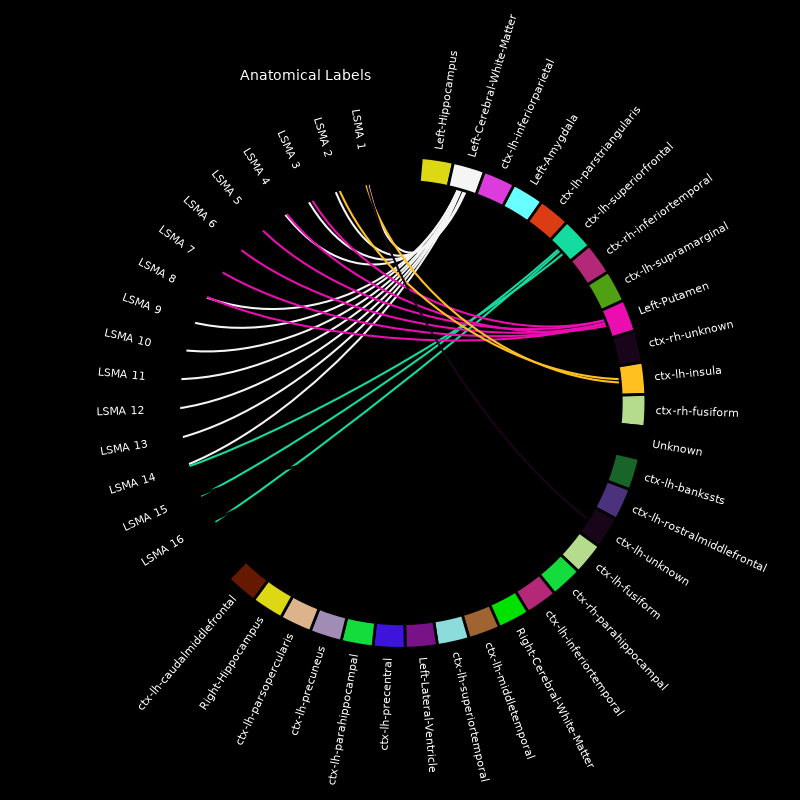 Anatomical Labels
LSMA 1
LSMA 2
LSMA 3
LSMA 4
LSMA 5
LSMA 6
LSMA 7
LSMA 8
LSMA 9
LSMA 10
LSMA 11
LSMA 12
LSMA 13
LSMA 14
LSMA 15
LSMA 16
Left-Hippocampus
Left-Cerebral-White-Matter
ctx-lh-inferiorparietal
Left-Amygdala
ctx-lh-parstriangularis
ctx-lh-superiorfrontal
ctx-rh-inferiortemporal
ctx-lh-supramarginal
Left-Putamen
ctx-rh-unknown
ctx-lh-insula
ctx-rh-fusiform
Unknown
ctx-lh-bankssts
ctx-lh-rostralmiddlefrontal
ctx-lh-unknown
ctx-lh-fusiform
ctx-rh-parahippocampal
ctx-lh-inferiortemporal
Right-Cerebral-White-Matter
ctx-lh-middletemporal
ctx-lh-superiortemporal
Left-Lateral-Ventricle
ctx-lh-precentral
ctx-lh-parahippocampal
ctx-lh-precuneus
ctx-lh-parsopercularis
Right-Hippocampus
ctx-lh-caudalmiddlefrontal